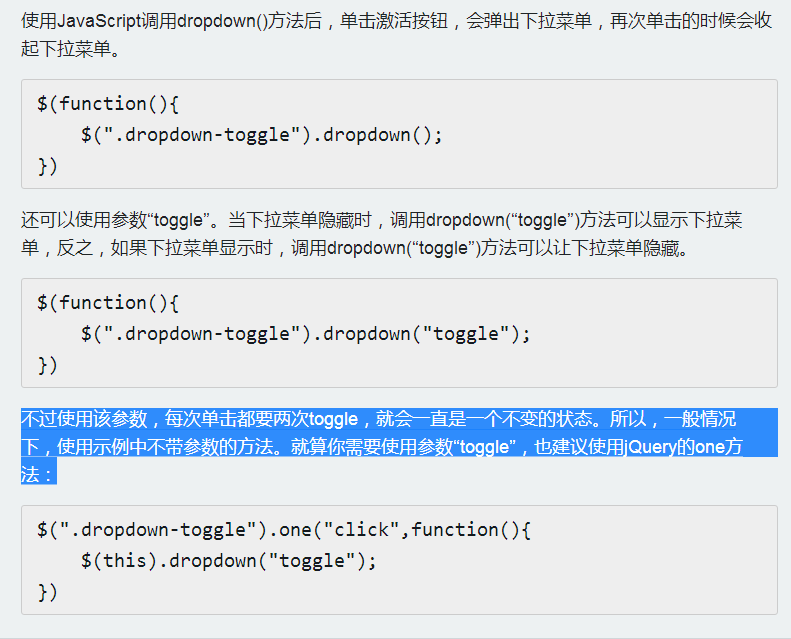 使用JavaScript调用dropdown()方法后，单击激活按钮，会弹出下拉菜单，再次单击的时候会收
起下拉菜单。
$(function(){
    $(".dropdown-toggle").dropdown();
})
还可以使用参数“toggle”。当下拉菜单隐藏时，调用dropdown(“toggle”)方法可以显示下拉菜
单，反之，如果下拉菜单显示时，调用dropdown(“toggle”)方法可以让下拉菜单隐藏。
$(function(){
    $(".dropdown-toggle").dropdown("toggle");
})
不过使用该参数，每次单击都要两次toggle，就会一直是一个不变的状态。所以，一般情况
下，使用示例中不带参数的方法。就算你需要使用参数“toggle”，也建议使用jQuery的one方
法：
$(".dropdown-toggle").one("click",function(){
    $(this).dropdown("toggle");
})